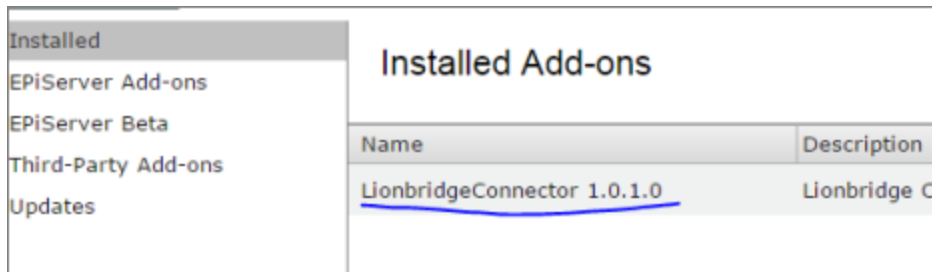 Installed
EPiServer Add-ons
EPiServer Beta
Third-Party Add-ons
Updates
Installed Add-ons
Name Description
LionbridgeConnector 1.0.1.0 Lionbridge